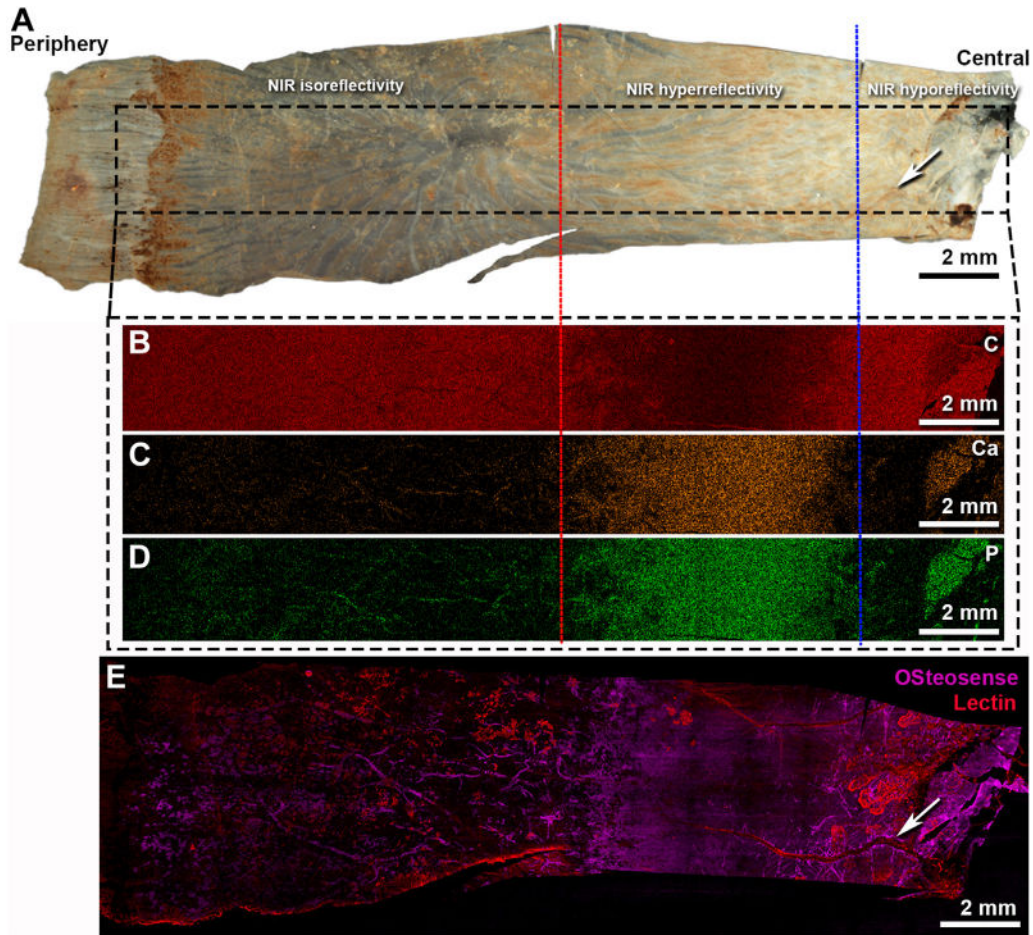 A
Periphery
Central
NIR isoreflectivity
NIR hyperreflectivity
NIR hyporeflectivity
2 mm
B
C
2 mm
C
Ca
2 mm
D
P
2 mm
E
OSteosense
Lectin
2 mm